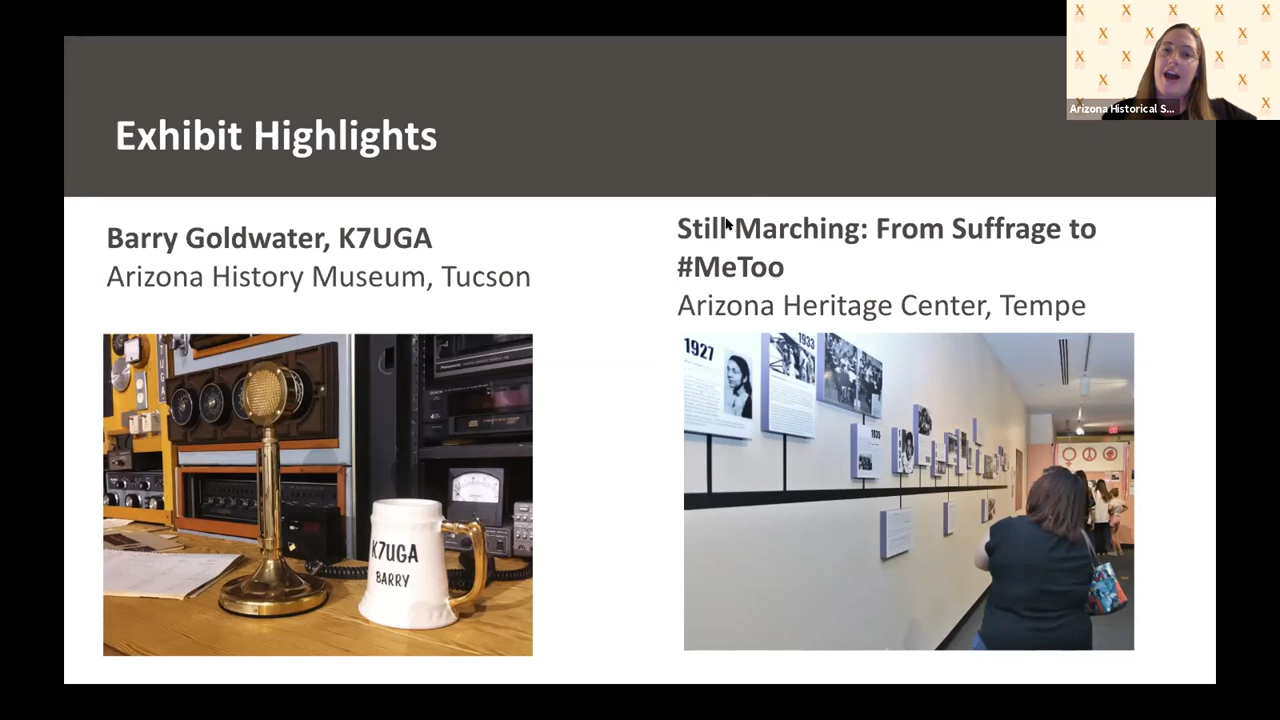 X X X X X
Arizona Historical S...
Exhibit Highlights
Barry Goldwater, K7UGA
Arizona History Museum, Tucson
Still Marching: From Suffrage to
#MeToo
Arizona Heritage Center, Tempe
K7UGA
BARRY
1927
1933
1935